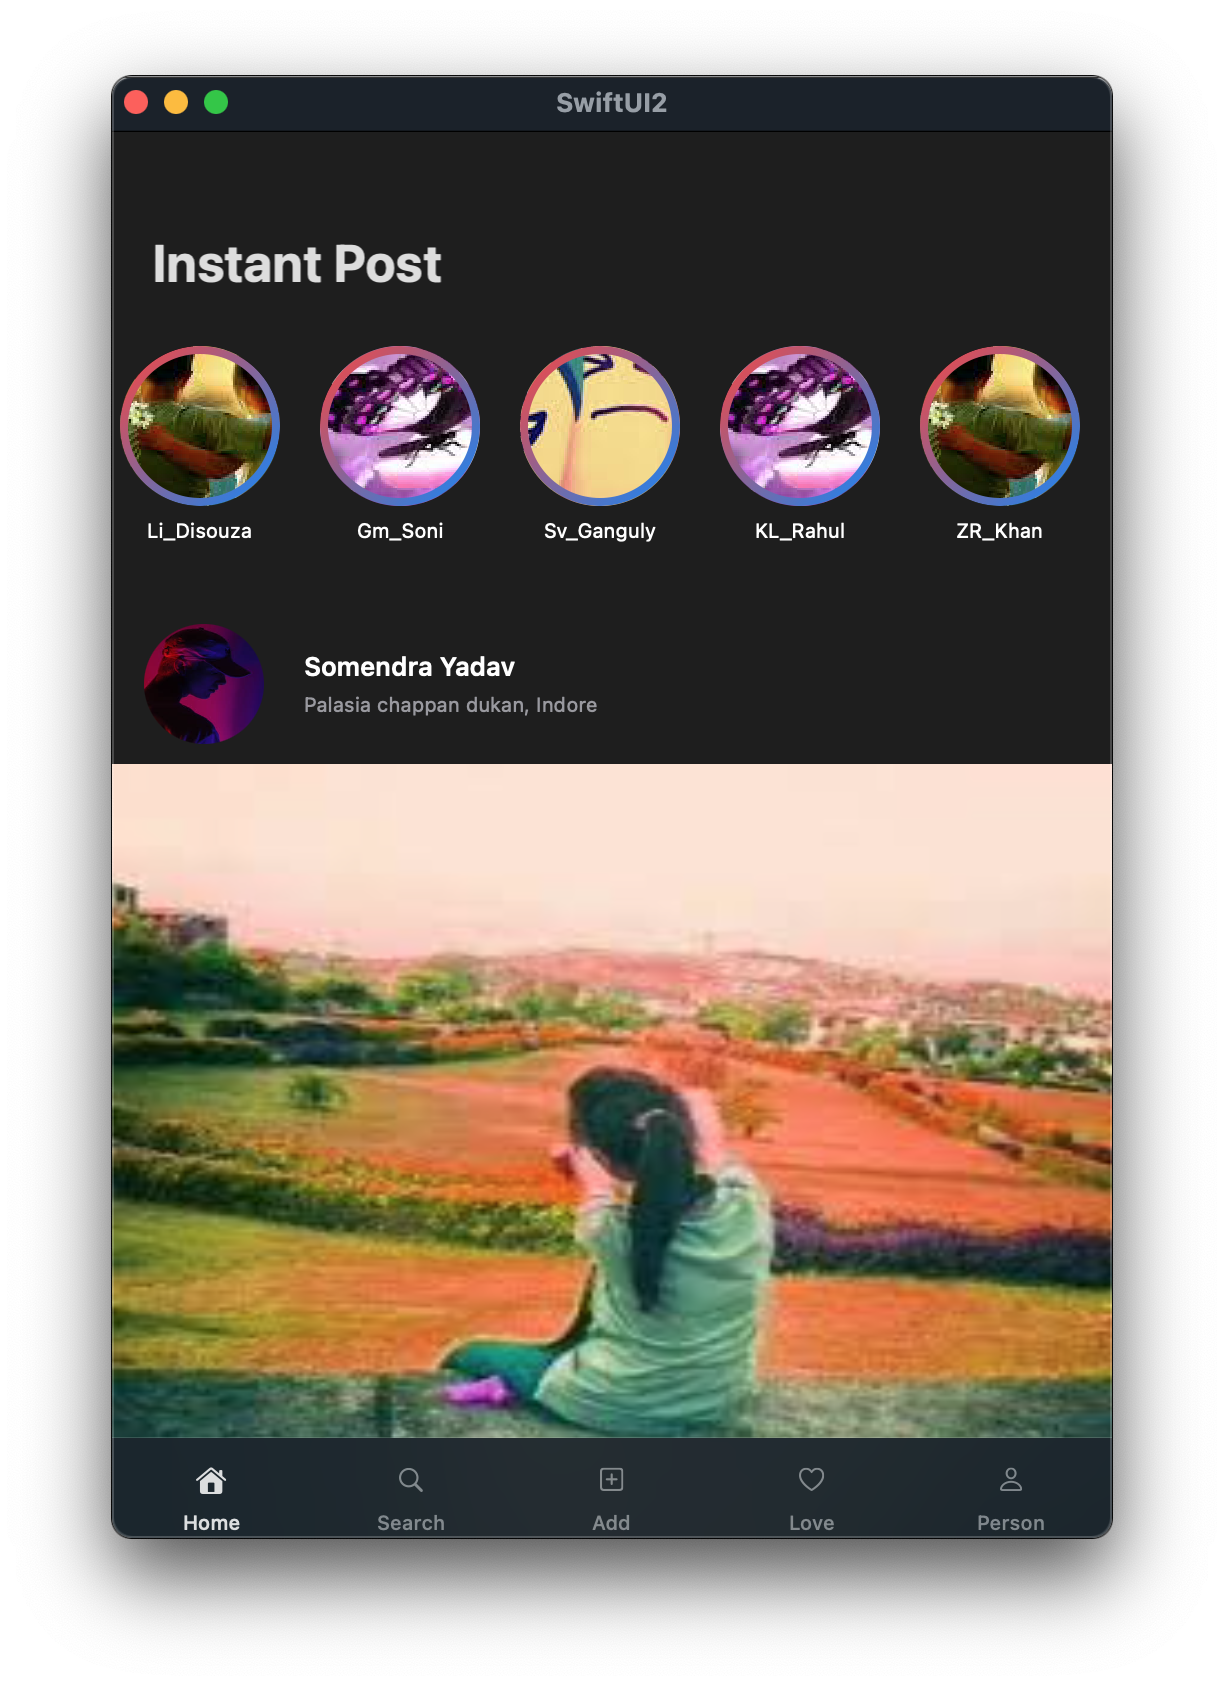 SwiftUI2
Instant Post
Li_Disouza
Gm_Soni
Sv_Ganguly
KL_Rahul
ZR_Khan
Somendra Yadav
Palasia chappan dukan, Indore
Home
Search
Add
Love
Person